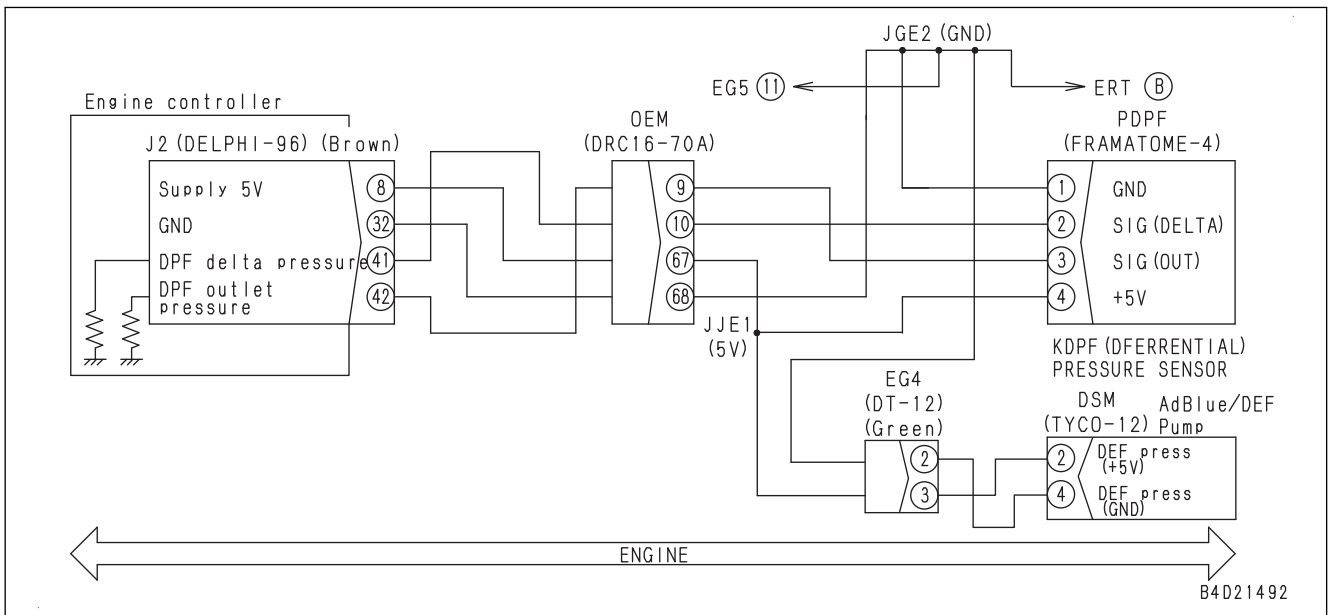 JGE2 (GND)
EG5 11
ERT B
Engine controller
J2 (DELPHI-96) (Brown)
Supply 5V 8
GND 32
DPF delta pressure 41
DPF outlet
pressure 42
OEM
(DRC16-70A)
9
10
67
68
PDPF
(FRAMATOME-4)
1 GND
2 SIG (DELTA)
3 SIG (OUT)
4 +5V
KDPF (DFERRENTIAL)
PRESSURE SENSOR
JJE1
(5V)
EG4
(DT-12)
(Green)
2
3
DSM
(TYCO-12)
AdBlue/DEF
Pump
2 DEF press
(+5V)
4 DEF press
(GND)
ENGINE
B4D21492